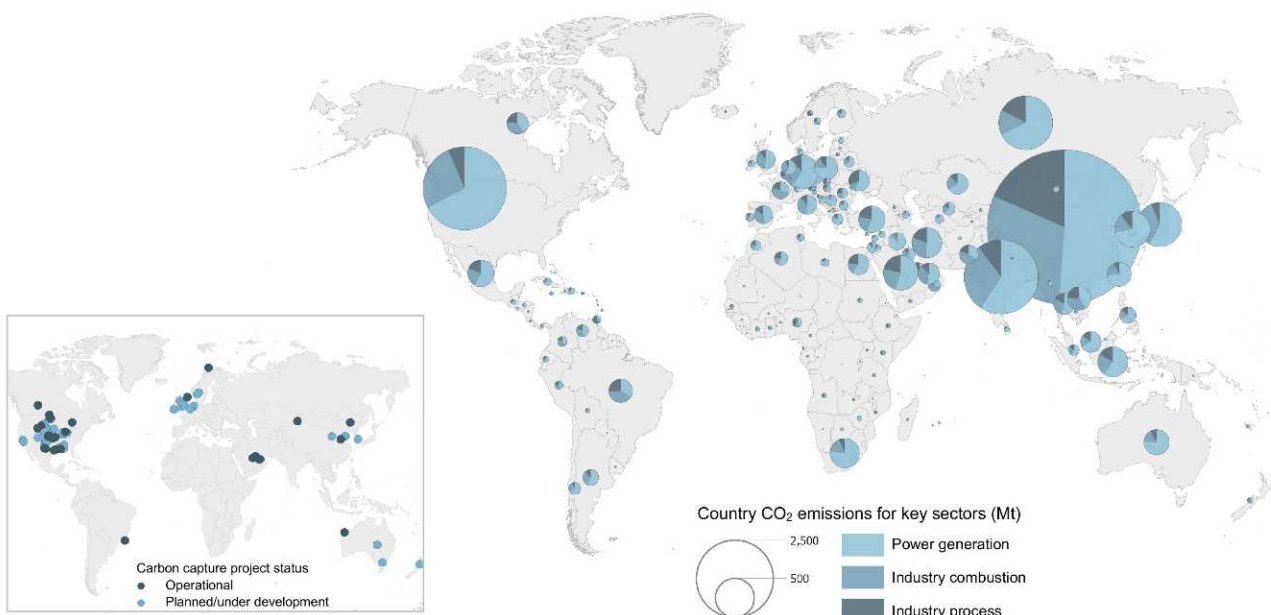 Carbon capture project status
Operational
Planned/under development
Country CO₂ emissions for key sectors (Mt)
2,500
500
Power generation
Industry combustion
Industry process